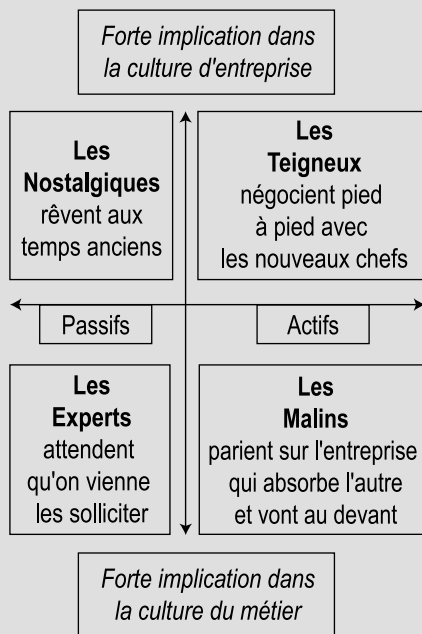 Forte implication dans
la culture d'entreprise
Les
Nostalgiques
rêvent aux
temps anciens
Les
Teigneux
négocient pied
à pied avec
les nouveaux chefs
Passifs
Actifs
Les
Experts
attendent
qu'on vienne
les solliciter
Les
Malins
parient sur l'entreprise
qui absorbe l'autre
et vont au devant
Forte implication dans
la culture du métier